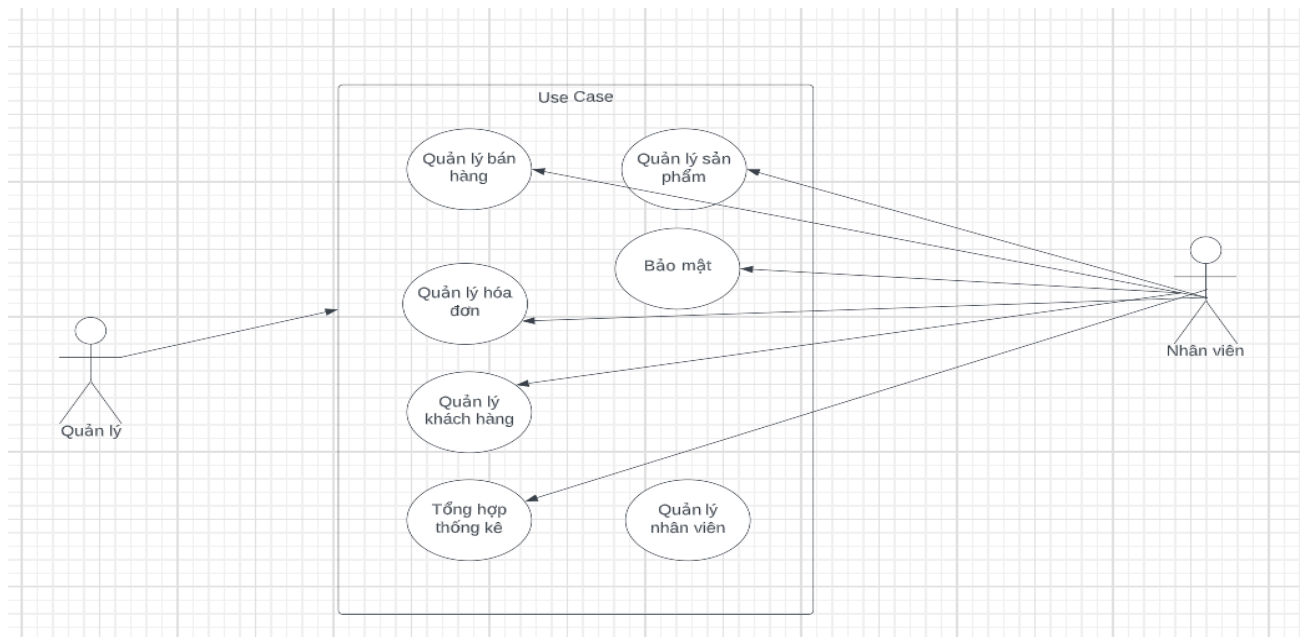 Use Case
Quản lý bán
hàng
Quản lý sản
phẩm
Bảo mật
Quản lý hóa
đơn
Quản lý
khách hàng
Tổng hợp
thống kê
Quản lý
nhân viên
Quản lý
Nhân viên